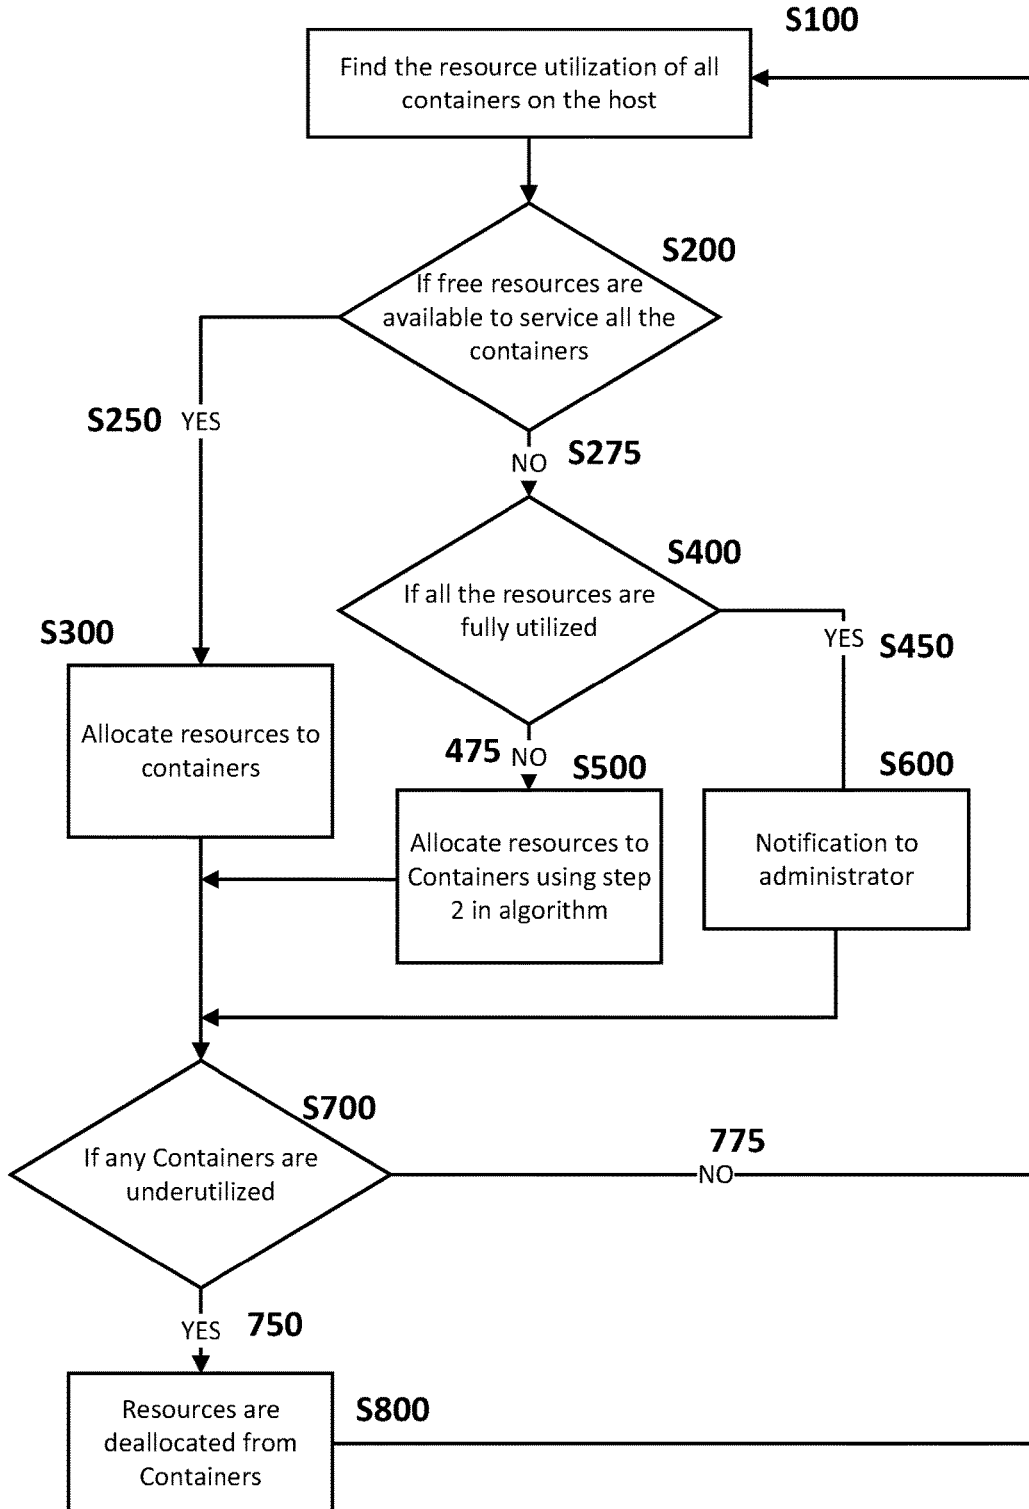 S100
Find the resource utilization of all
containers on the host
S200
If free resources are
available to service all the
containers
S250 YES
NO S275
S400
If all the resources are
fully utilized
YES S450
S300
Allocate resources to
containers
475 NO
S500
Allocate resources to
Containers using step
2 in algorithm
S600
Notification to
administrator
S700
If any Containers are
underutilized
775
NO
YES 750
S800
Resources are
deallocated from
Containers